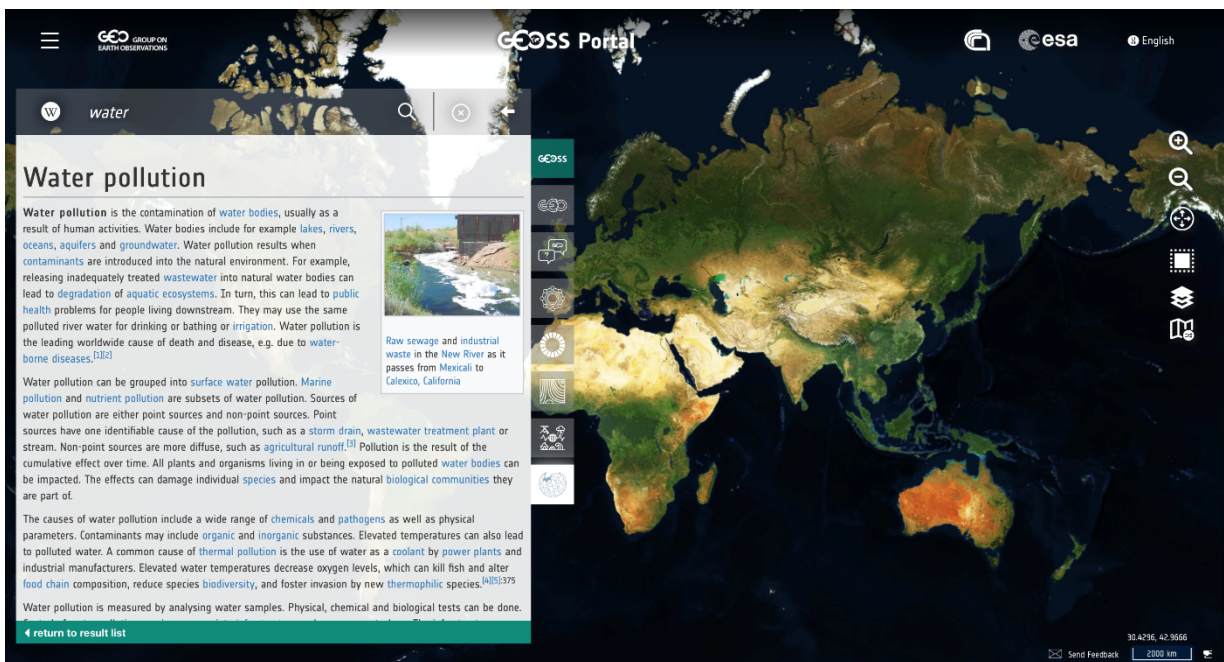 GEO GROUP ON
EARTH OBSERVATIONS
GEOSS Portal
esa
English
W
water
GEOSS
GEO
Water pollution
Water pollution is the contamination of water bodies, usually as a
result of human activities. Water bodies include for example lakes, rivers,
oceans, aquifers and groundwater. Water pollution results when
contaminants are introduced into the natural environment. For example,
releasing inadequately treated wastewater into natural water bodies can
lead to degradation of aquatic ecosystems. In turn, this can lead to public
health problems for people living downstream. They may use the same
polluted river water for drinking or bathing or irrigation. Water pollution is
the leading worldwide cause of death and disease, e.g. due to water-
borne diseases.[1][2]
Raw sewage and industrial
waste in the New River as it
passes from Mexicali to
Calexico, California
Water pollution can be grouped into surface water pollution. Marine
pollution and nutrient pollution are subsets of water pollution. Sources of
water pollution are either point sources and non-point sources. Point
sources have one identifiable cause of the pollution, such as a storm drain, wastewater treatment plant or
stream. Non-point sources are more diffuse, such as agricultural runoff.[3] Pollution is the result of the
cumulative effect over time. All plants and organisms living in or being exposed to polluted water bodies can
be impacted. The effects can damage individual species and impact the natural biological communities they
are part of.
The causes of water pollution include a wide range of chemicals and pathogens as well as physical
parameters. Contaminants may include organic and inorganic substances. Elevated temperatures can also lead
to polluted water. A common cause of thermal pollution is the use of water as a coolant by power plants and
industrial manufacturers. Elevated water temperatures decrease oxygen levels, which can kill fish and alter
food chain composition, reduce species biodiversity, and foster invasion by new thermophilic species.[4][5]:375
Water pollution is measured by analysing water samples. Physical, chemical and biological tests can be done.
return to result list
30.4296, 42.9666
Send Feedback
2000 km